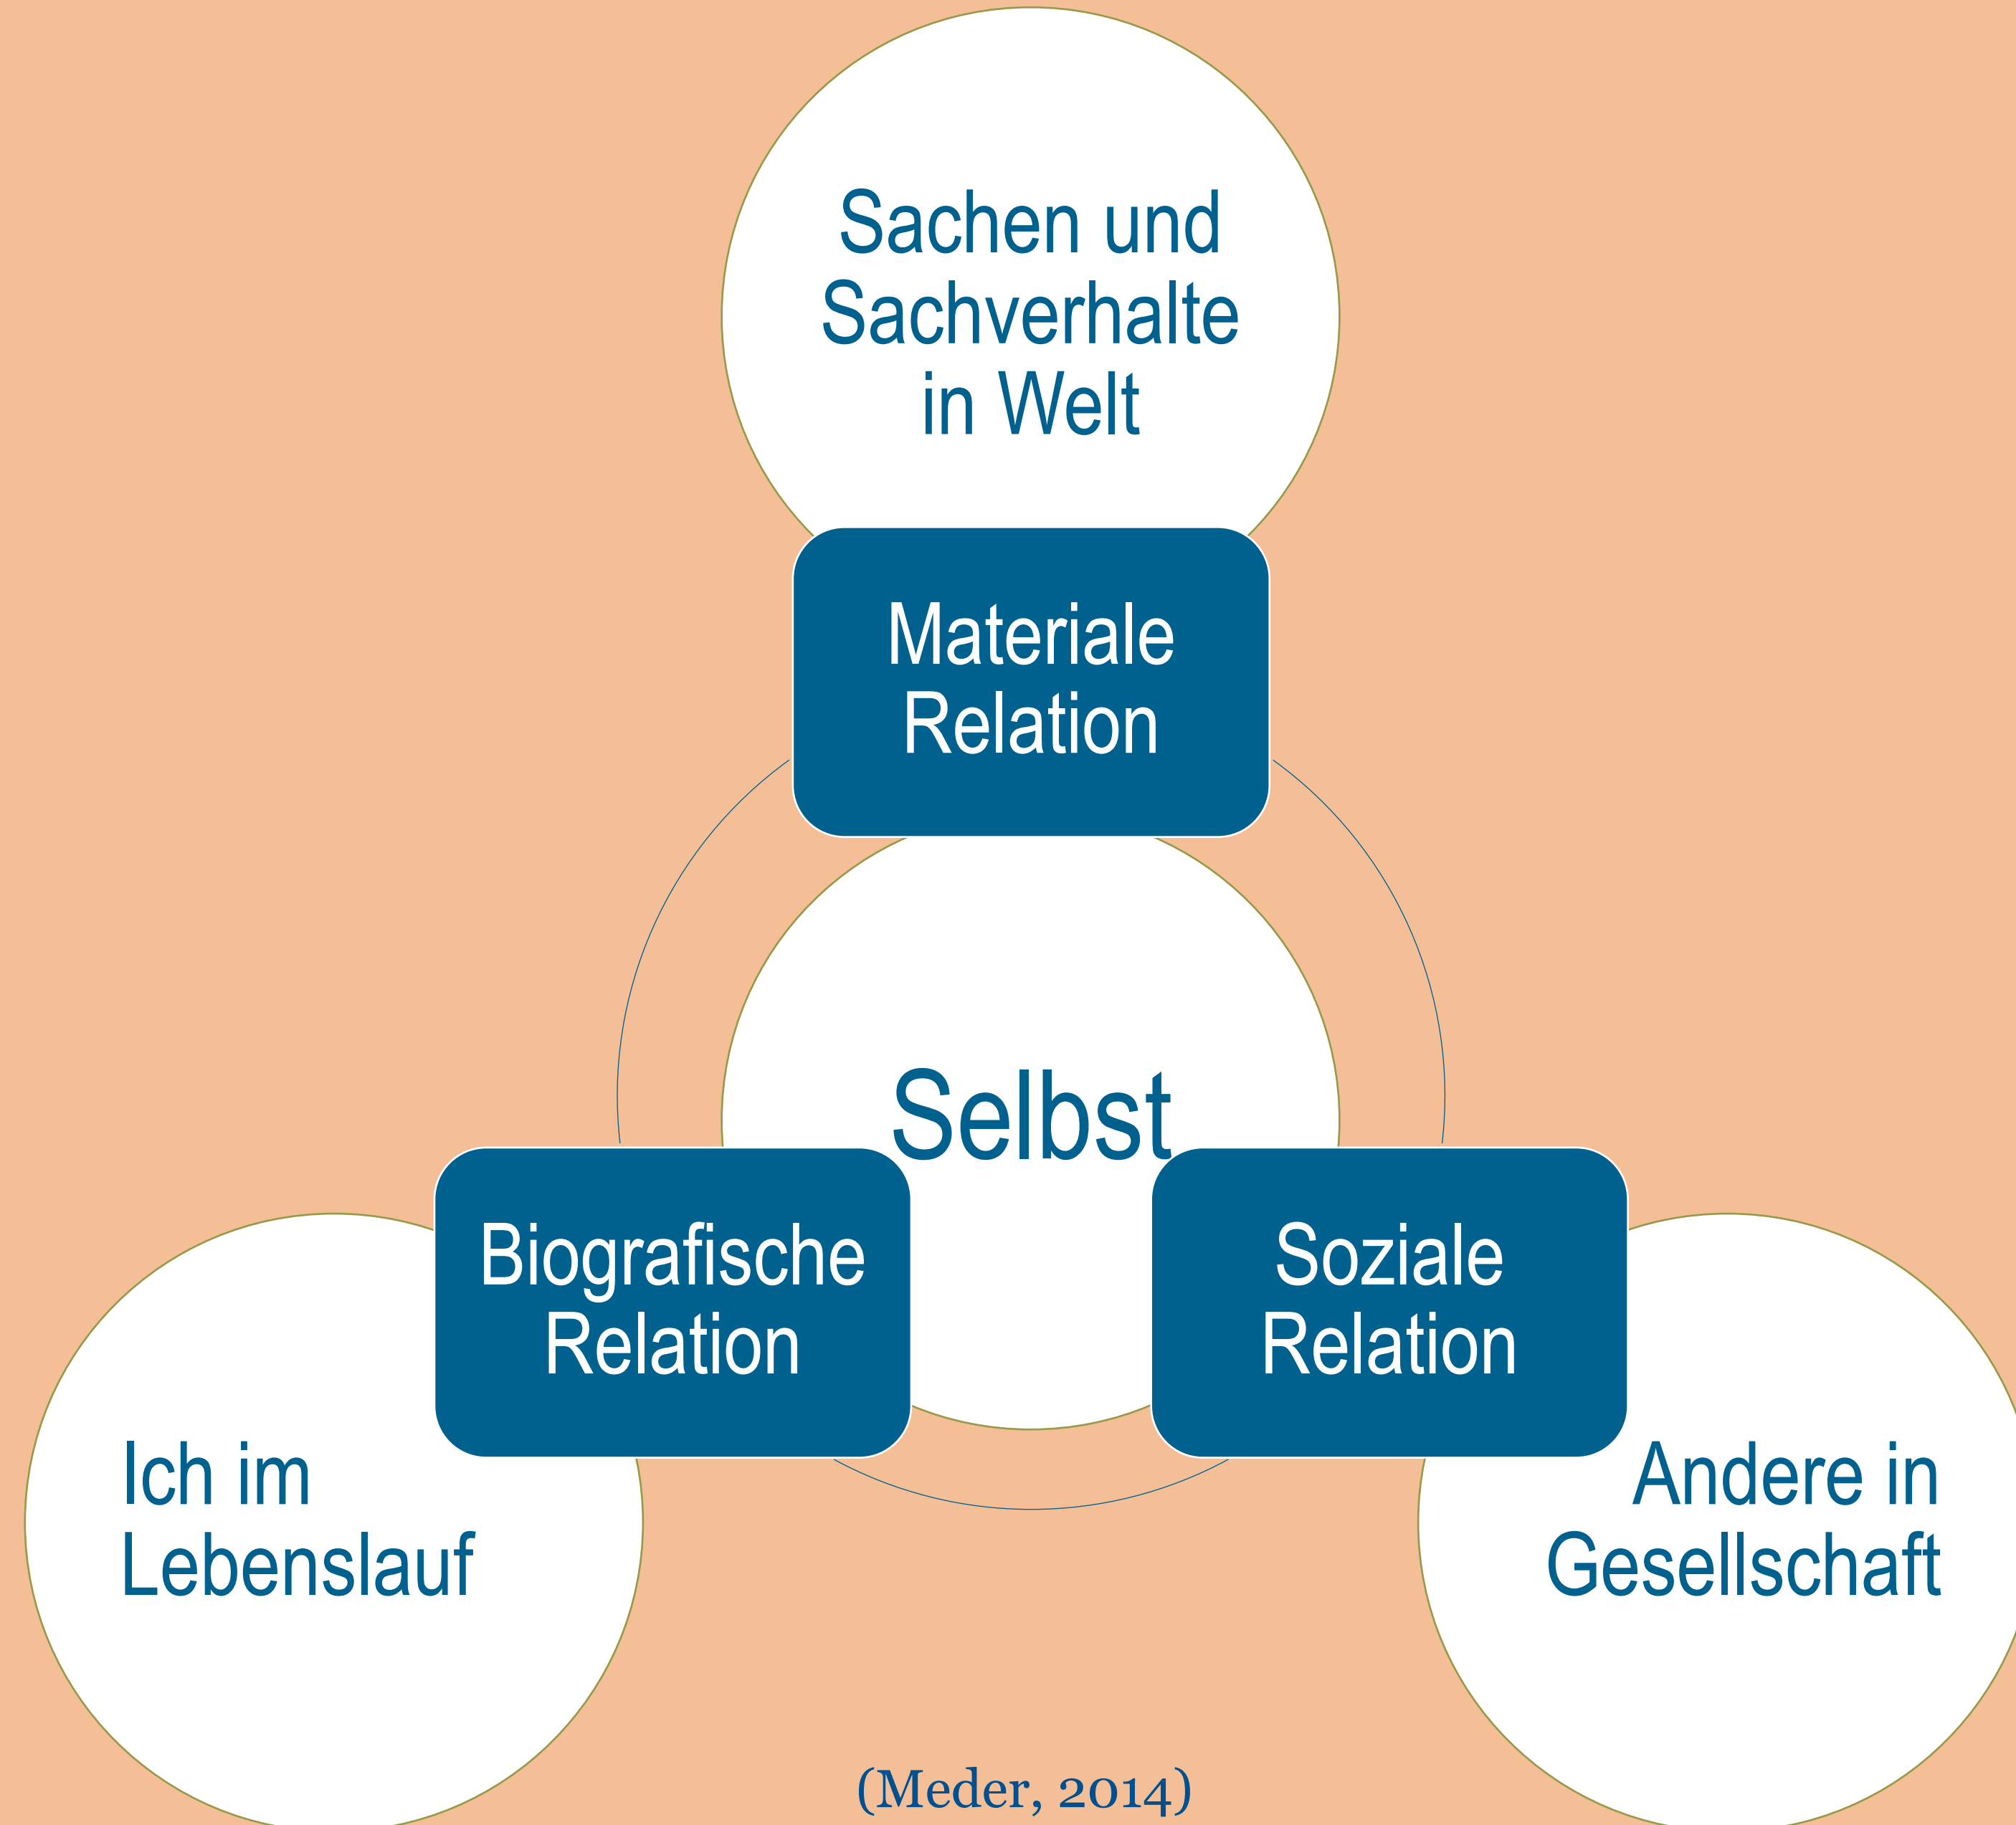 Sachen und
Sachverhalte
in Welt
Materiale
Relation
Selbst
Biografische
Relation
Soziale
Relation
Ich im
Lebenslauf
Andere in
Gesellschaft
(Meder, 2014)